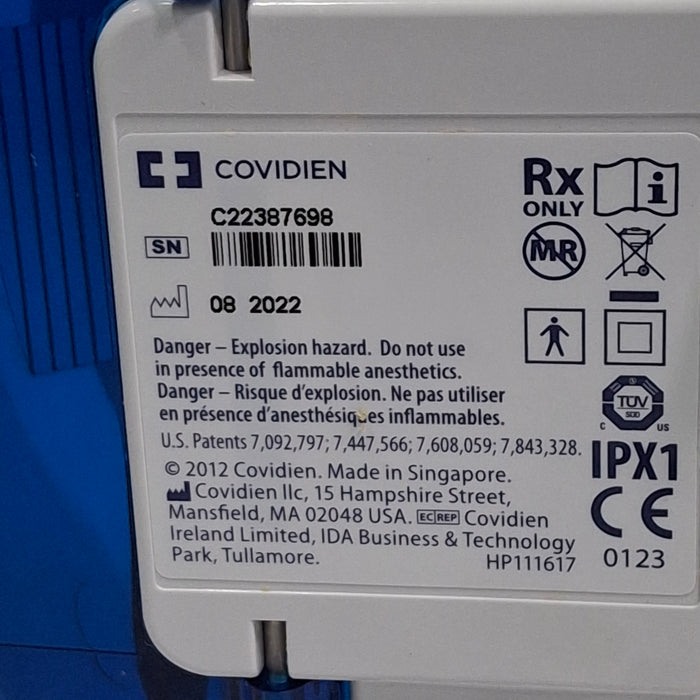 COVIDIEN
C22387698
SN
08 2022
Rx
ONLY
MR
Danger – Explosion hazard. Do not use
in presence of flammable anesthetics.
Danger – Risque d'explosion. Ne pas utiliser
en présence d'anesthésiques inflammables.
U.S. Patents 7,092,797; 7,447,566; 7,608,059; 7,843,328.
© 2012 Covidien. Made in Singapore.
Covidien llc, 15 Hampshire Street,
Mansfield, MA 02048 USA. EC REP Covidien
Ireland Limited, IDA Business & Technology
Park, Tullamore.
HP111617
TÜV
SÜD
C US
IPX1
CE
0123